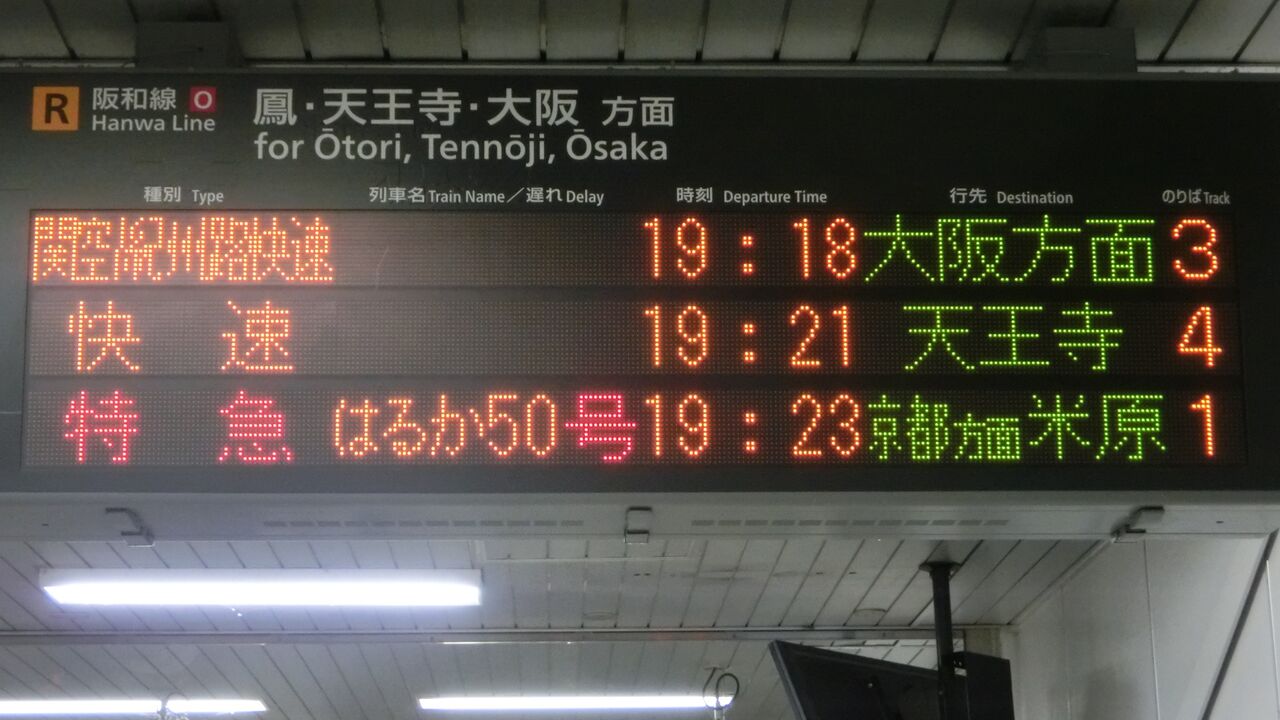 R 阪和線 O 鳳・天王寺・大阪 方面
Hanwa Line for Ōtori, Tennōji, Ōsaka
種別 Type 列車名 Train Name／遅れ Delay 時刻 Departure Time 行先 Destination のりば Track
関空紀州路快速 19:18 大阪方面 3
快速 19:21 天王寺 4
特急 はるか50号 19:23 京都方面米原 1